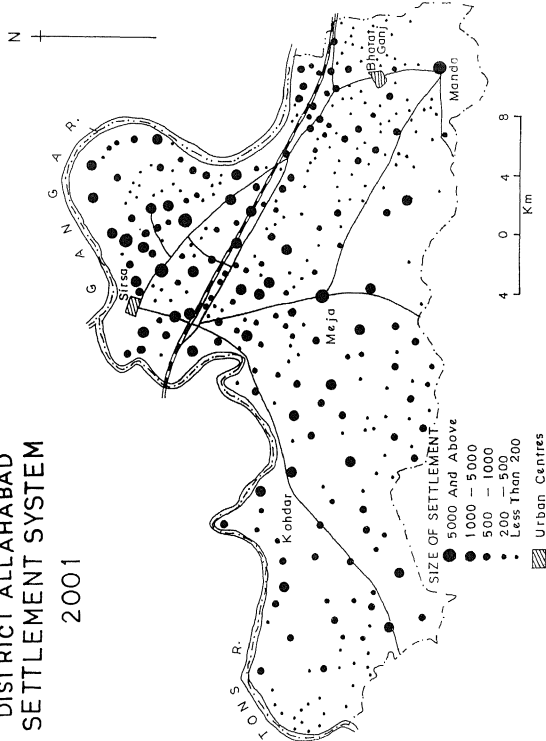 DISTRICT ALLAHABAD
SETTLEMENT SYSTEM
2001
N
GANGA R.
TONS R.
Sirsa
Bharat
Ganj
Manda
Meja
Kohdar
SIZE OF SETTLEMENT
5000 And Above
1000 - 5000
500 - 1000
200 - 500
Less Than 200
Urban Centres
4 0 4 8
Km